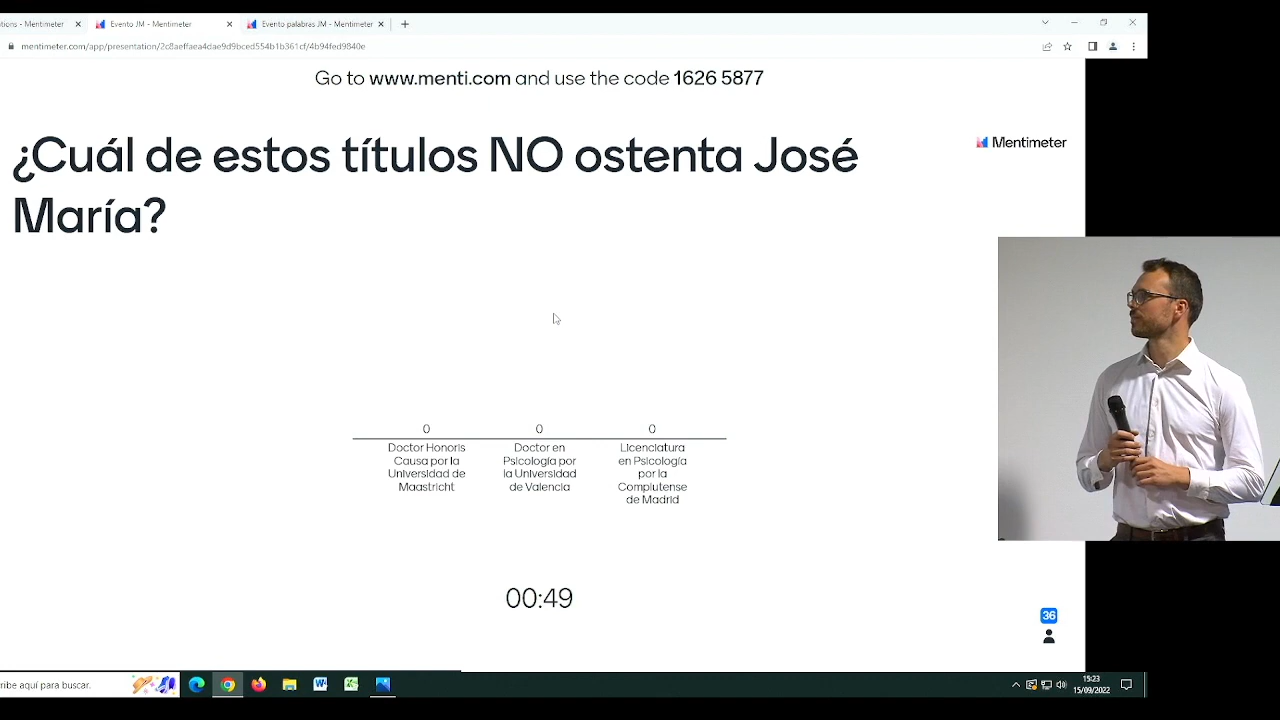 tions - Mentimeter
Evento JM - Mentimeter
Evento palabras JM - Mentimeter
mentimeter.com/app/presentation/2c8aeffaea4dae9d9bced554b1b361cf/4b94fed9840e
Go to www.menti.com and use the code 1626 5877
¿Cuál de estos títulos NO ostenta José
María?
Mentimeter
0
Doctor Honoris
Causa por la
Universidad de
Maastricht
0
Doctor en
Psicología por
la Universidad
de Valencia
0
Licenciatura
en Psicología
por la
Complutense
de Madrid
00:49
36
ribe aquí para buscar.
15:23
15/09/2022